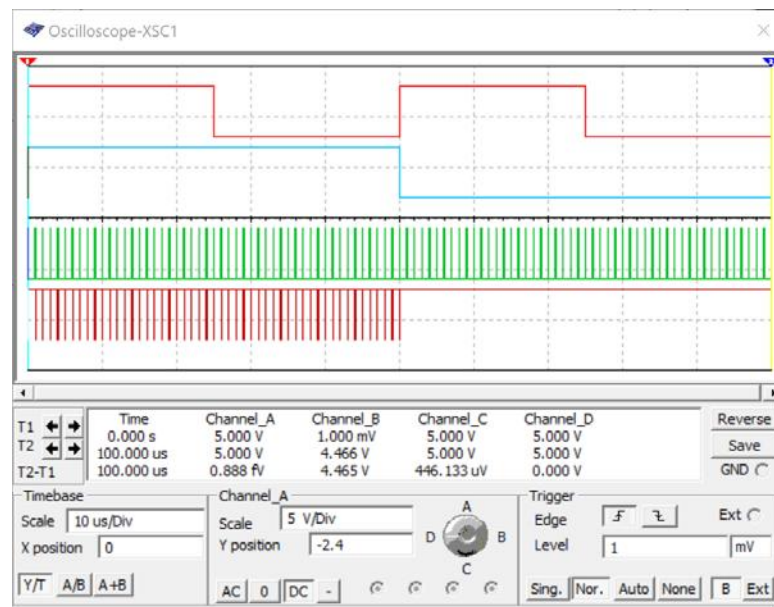 Oscilloscope-XSC1
Time Channel_A Channel_B Channel_C Channel_D
T1 0.000 s 5.000 V 1.000 mV 5.000 V 5.000 V
T2 100.000 us 5.000 V 4.466 V 5.000 V 5.000 V
T2-T1 100.000 us 0.888 fV 4.465 V 446.133 uV 0.000 V
Reverse
Save
GND
Timebase
Scale 10 us/Div
X position 0
Y/T A/B A+B
Channel_A
Scale 5 V/Div
Y position -2.4
AC 0 DC -
A
D B
C
Trigger
Edge Ext
Level 1 mV
Sing. Nor. Auto None B Ext